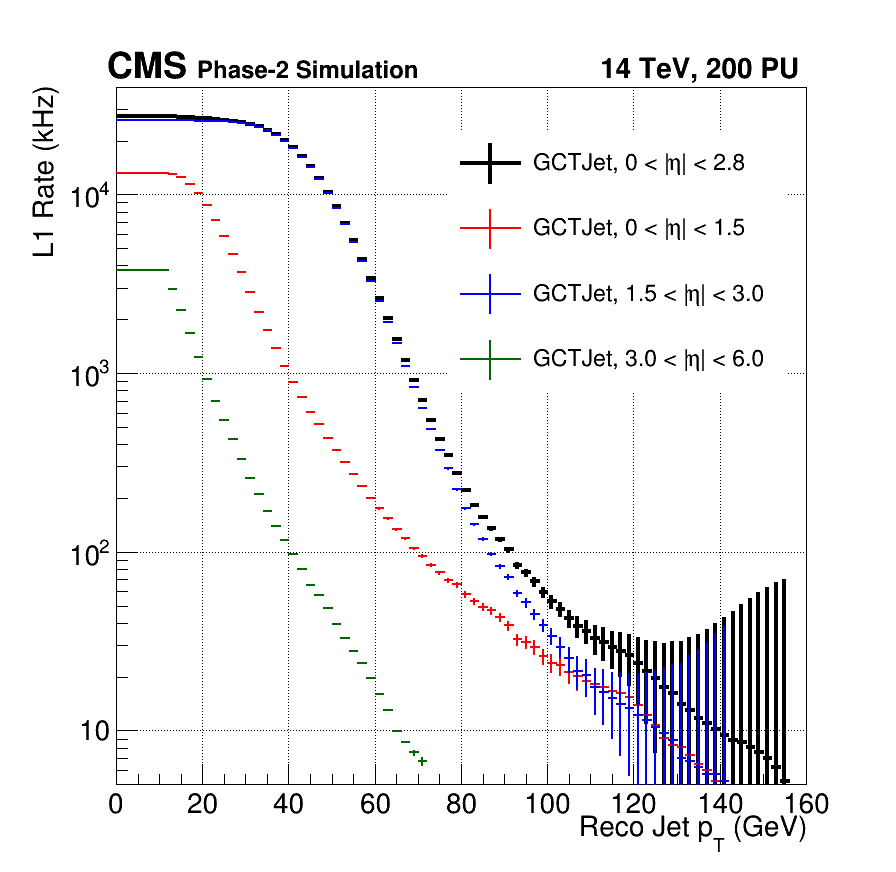 CMS Phase-2 Simulation 14 TeV, 200 PU
L1 Rate (kHz)
GCTJet, 0 < |η| < 2.8
GCTJet, 0 < |η| < 1.5
GCTJet, 1.5 < |η| < 3.0
GCTJet, 3.0 < |η| < 6.0
10⁴
10³
10²
10
0 20 40 60 80 100 120 140 160
Reco Jet p_T (GeV)